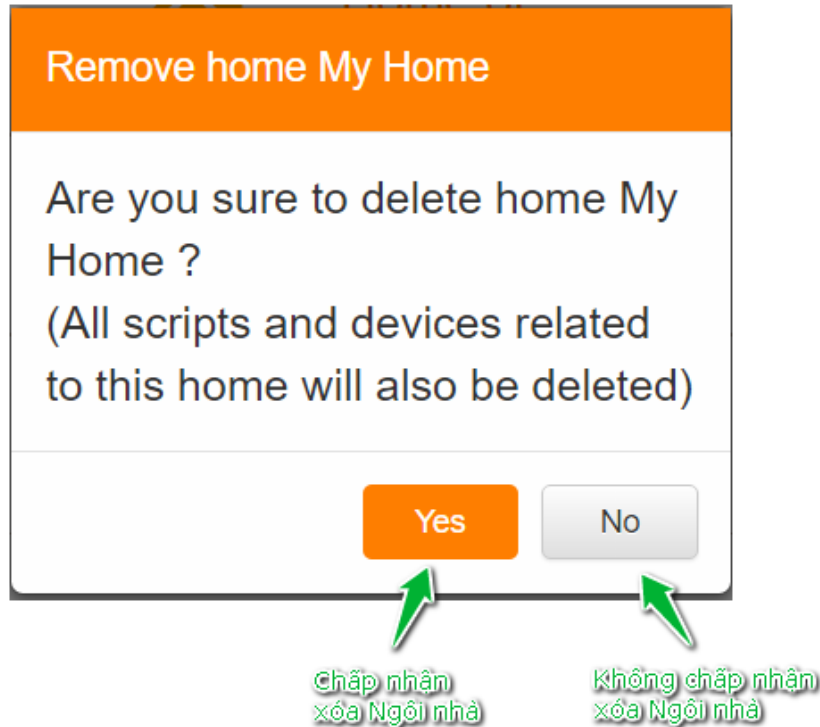 Remove home My Home
Are you sure to delete home My
Home ?
(All scripts and devices related
to this home will also be deleted)
Yes
No
Chấp nhận
xóa Ngôi nhà
Không chấp nhận
xóa Ngôi nhà